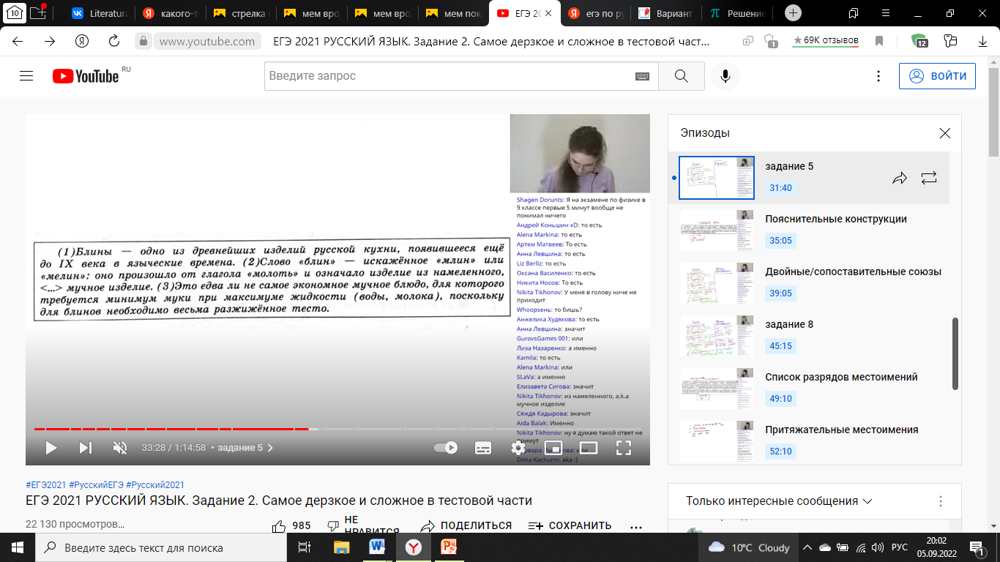 10
Literatura
какого-т
стрелка
мем вро
мем вро
мем пок
ЕГЭ 20
егэ по ру
Вариант
Решение
www.youtube.com
ЕГЭ 2021 РУССКИЙ ЯЗЫК. Задание 2. Самое дерзкое и сложное в тестовой част...
1
★69K отзывов
12
YouTube RU
Введите запрос
ВОЙТИ
(1)Блины — одно из древнейших изделий русской кухни, появившееся ещё
до IX века в языческие времена. (2)Слово «блин» — искажённое «млин» или
«мелин»: оно произошло от глагола «молоть» и означало изделие из намеленного,
<...> мучное изделие. (3)Это едва ли не самое экономное мучное блюдо, для которого
требуется минимум муки при максимуме жидкости (воды, молока), поскольку
для блинов необходимо весьма разжижённое тесто.
Shagen Dorunts: Я на экзамене по физике в
9 классе первые 5 минут вообще не
понимал ничего
Андрей Коньшин xD: то есть
Alena Markina: то есть
Артем Матвеев: То есть
Анна Левшина: то есть
Liz Berliz: то есть
Оксана Василенко: то есть
Никита Носов: То есть
Nikita Tikhonov: У меня в голову ниче не
приходит
Whoopsenь: то бишь?
Анжелика Худякова: то есть
Анна Левшина: значит
GurovsGames 001: или
Лиза Назаренко: а именно
Kamila: то есть
Alena Markina: или
SLaVa: а именно
Елизавета Сигова: значит
Nikita Tikhonov: из намеленного, a.k.a
мучное изделие
Сяждя Кадырова: значит
Aida Balak: Именно
Nikita Tikhonov: ну я думаю такой ответ не
примут
или
Dima Kachurin: aka :)
33:28 / 1:14:58 • задание 5
Эпизоды
задание 5
31:40
Пояснительные конструкции
35:05
Двойные/сопоставительные союзы
39:05
задание 8
45:15
Список разрядов местоимений
49:10
Притяжательные местоимения
52:10
#ЕГЭ2021 #РусскийЕГЭ #Русский2021
ЕГЭ 2021 РУССКИЙ ЯЗЫК. Задание 2. Самое дерзкое и сложное в тестовой части
22 130 просмотров...
985
НЕ
НРАВИТСЯ
ПОДЕЛИТЬСЯ
СОХРАНИТЬ
Только интересные сообщения
Введите здесь текст для поиска
10°C Cloudy
РУС
20:02
05.09.2022
1